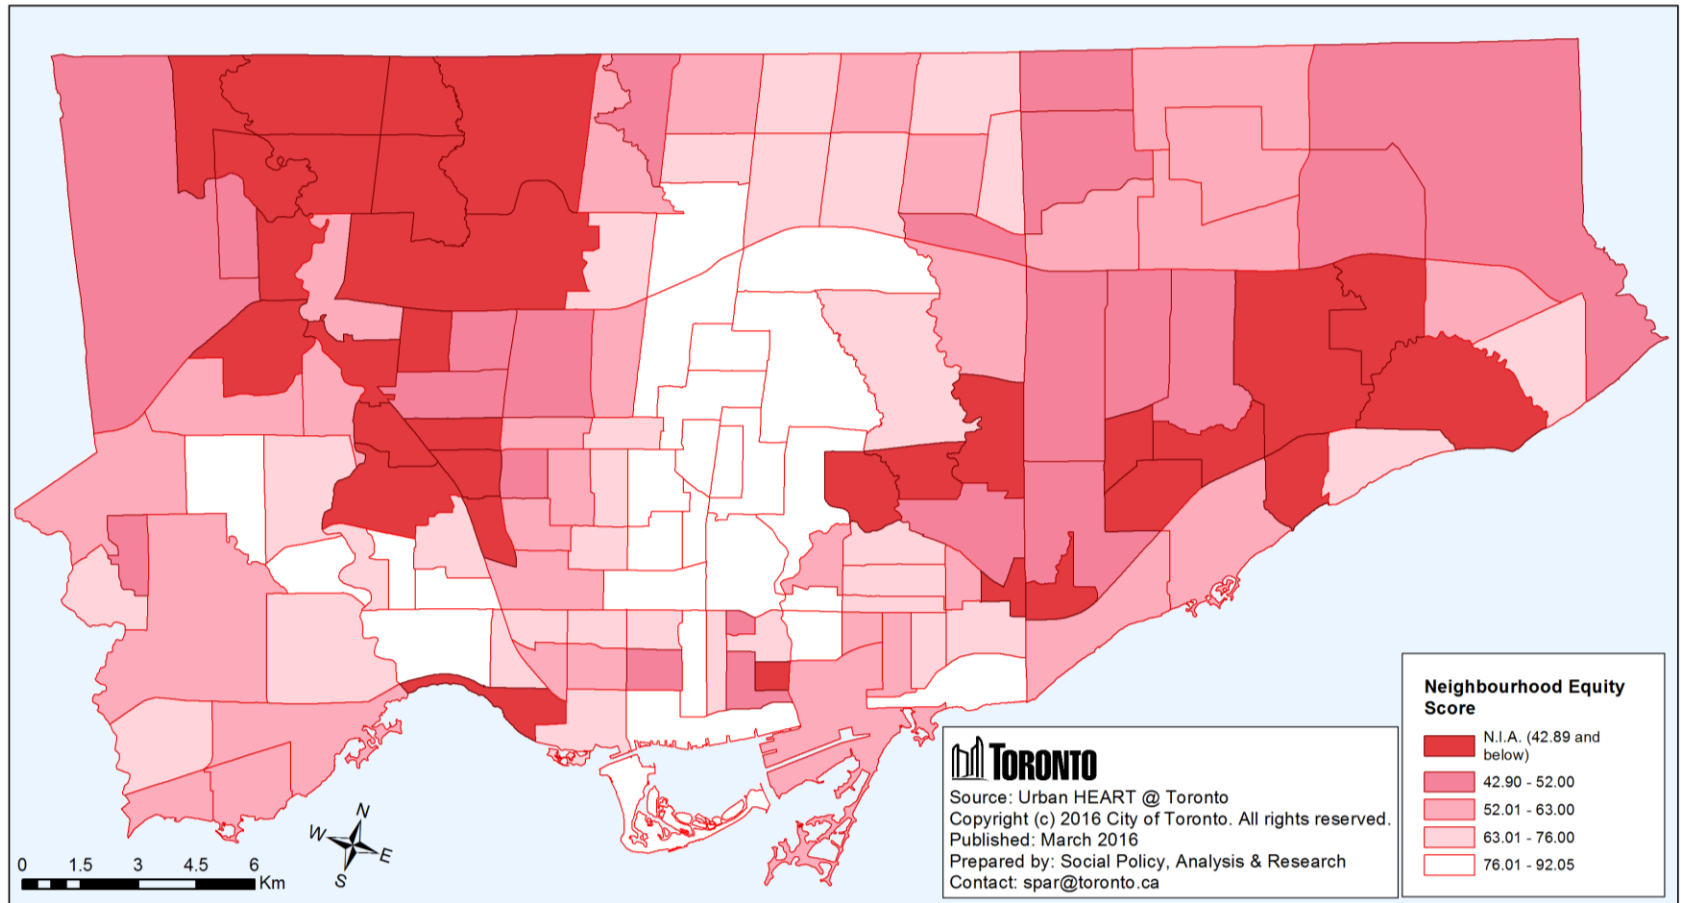 N
W
E
S
0 1.5 3 4.5 6
Km
TORONTO
Source: Urban HEART @ Toronto
Copyright (c) 2016 City of Toronto. All rights reserved.
Published: March 2016
Prepared by: Social Policy, Analysis & Research
Contact: spar@toronto.ca
Neighbourhood Equity
Score
N.I.A. (42.89 and
below)
42.90 - 52.00
52.01 - 63.00
63.01 - 76.00
76.01 - 92.05